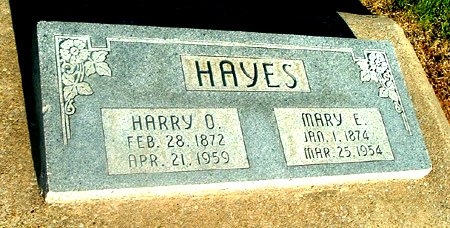 HAYES
HARRY O.
FEB. 28. 1872
APR. 21. 1959
MARY E.
JAN. 1. 1874
MAR. 25. 1954